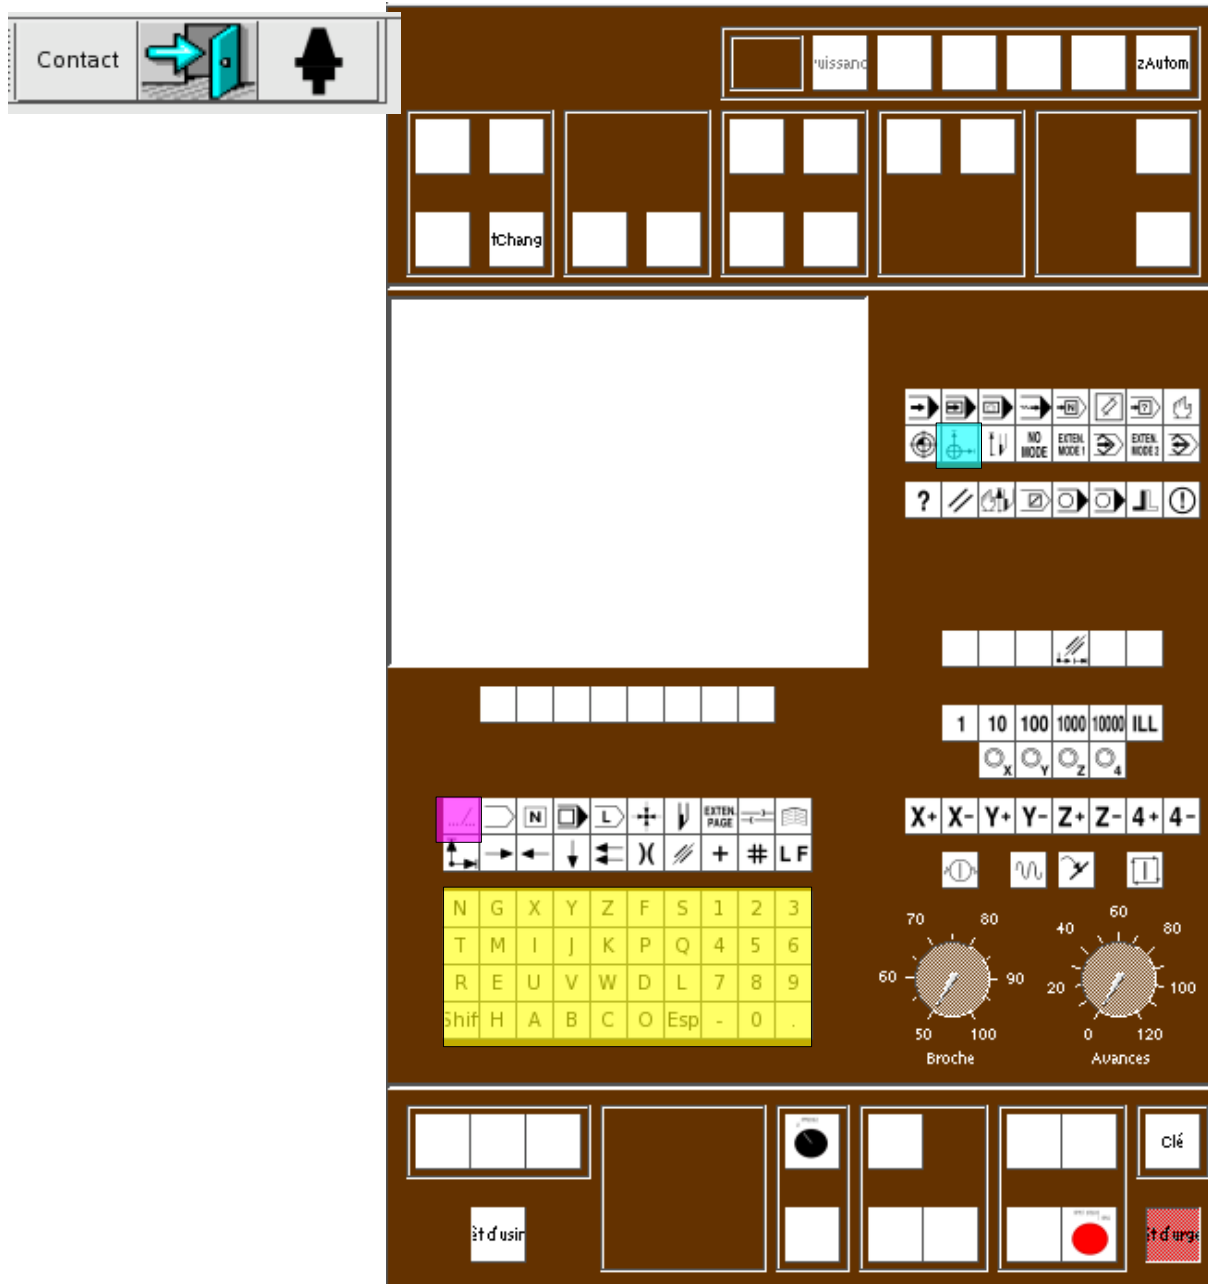 Contact
uissanc
zAutom
tChang
N
?
NO MODE
EXTEN. MODE 1
EXTEN. MODE 2
?
1 10 100 1000 10000 ILL
X Y Z 4
N L EXTEN. PAGE
X+ X- Y+ Y- Z+ Z- 4+ 4-
+ # L F
N G X Y Z F S 1 2 3
T M I J K P Q 4 5 6
R E U V W D L 7 8 9
Shif H A B C O Esp - 0 .
70 80
60 90
50 100
Broche
60
40 80
20 100
0 120
Avances
Clé
êt d'usir
êt d'urge